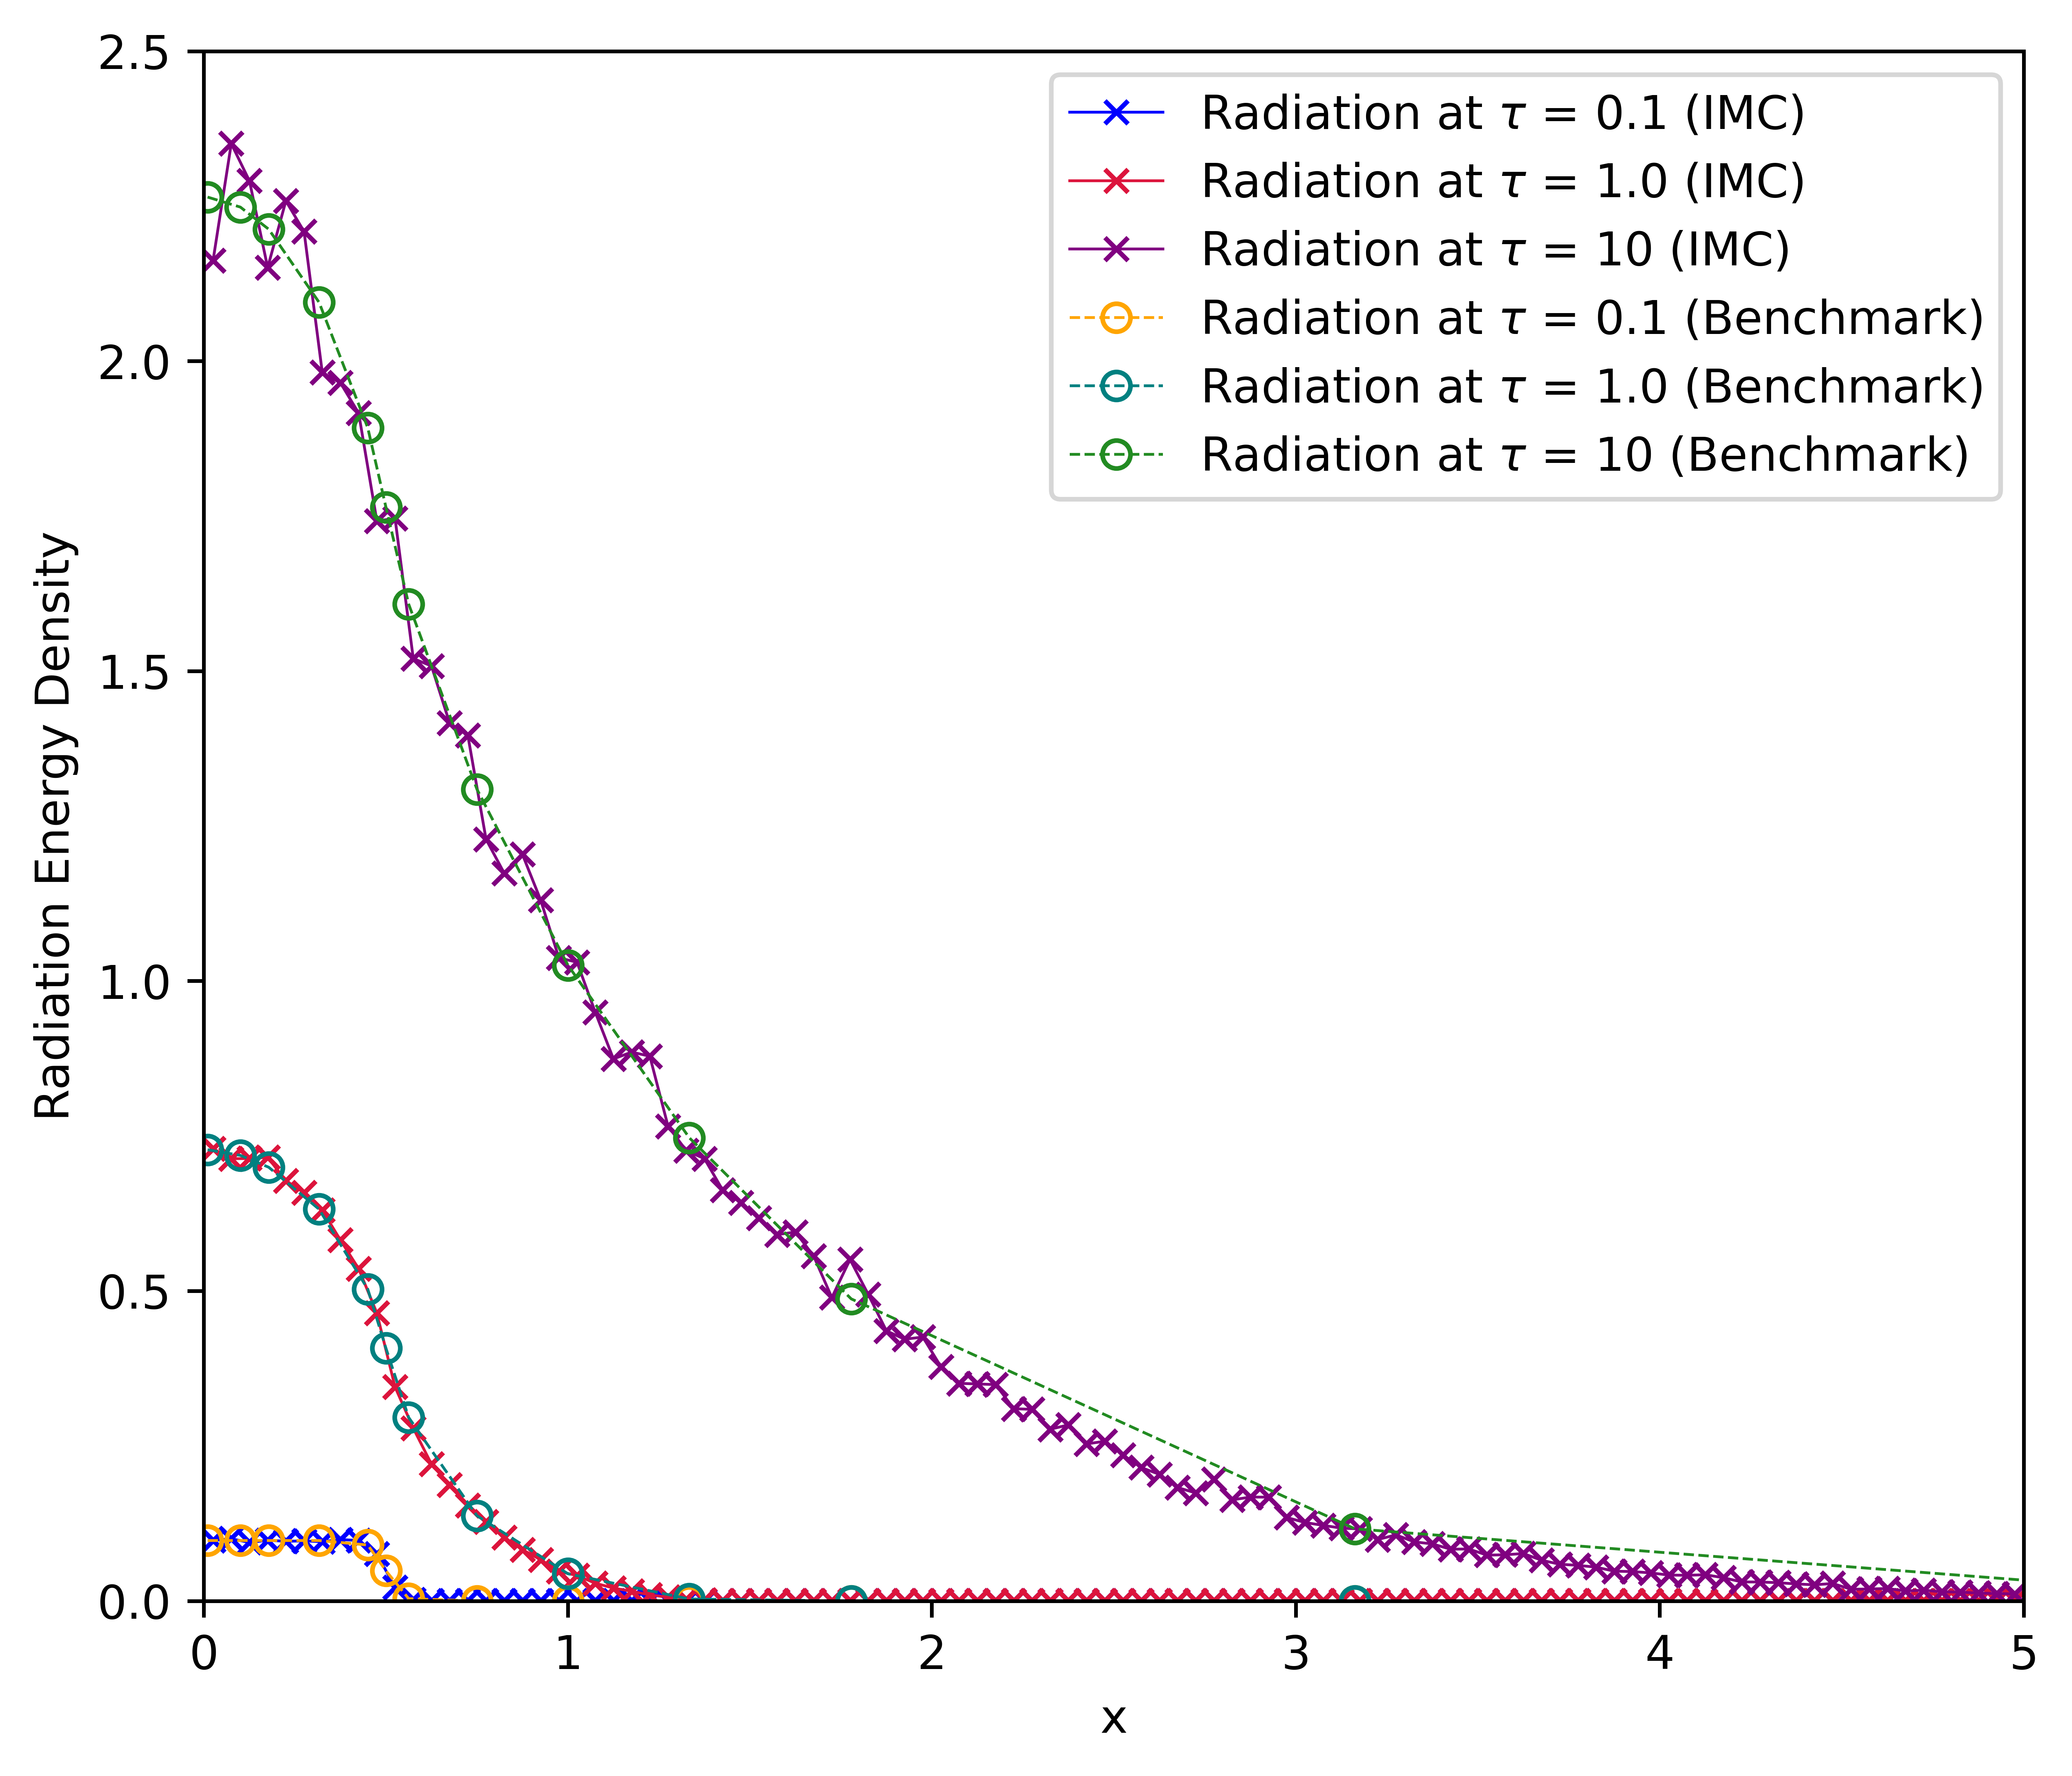 2.5
2.0
1.5
1.0
0.5
0.0
Radiation Energy Density
0 1 2 3 4 5
x
Radiation at τ = 0.1 (IMC)
Radiation at τ = 1.0 (IMC)
Radiation at τ = 10 (IMC)
Radiation at τ = 0.1 (Benchmark)
Radiation at τ = 1.0 (Benchmark)
Radiation at τ = 10 (Benchmark)